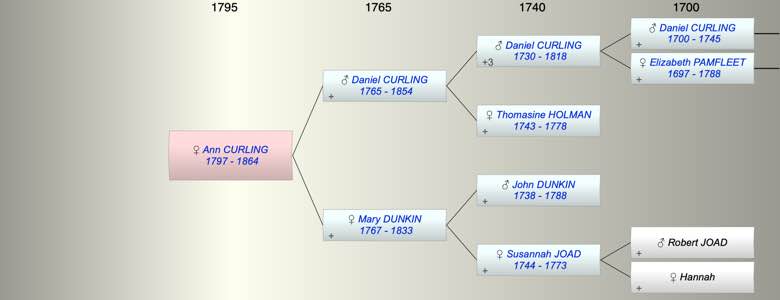 1795 1765 1740 1700
♂ Daniel CURLING
1700 - 1745
+
♂ Daniel CURLING
1730 - 1818
+3
♀ Elizabeth PAMFLEET
1697 - 1788
+
♂ Daniel CURLING
1765 - 1854
+
♀ Thomasine HOLMAN
1743 - 1778
+
♀ Ann CURLING
1797 - 1864
♂ John DUNKIN
1738 - 1788
+
♀ Mary DUNKIN
1767 - 1833
+
♂ Robert JOAD
+
♀ Susannah JOAD
1744 - 1773
+
♀ Hannah
+